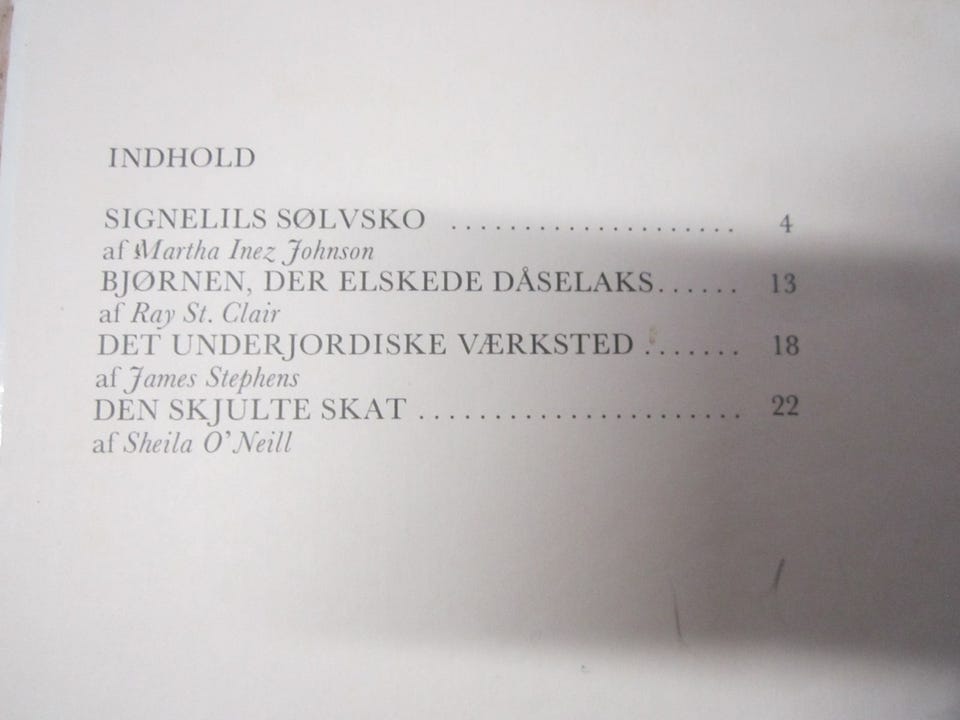 INDHOLD
SIGNELILS SØLVSKO .................... 4
af Martha Inez Johnson
BJØRNEN, DER ELSKEDE DÅSELAKS...... 13
af Ray St. Clair
DET UNDERJORDISKE VÆRKSTED ....... 18
af James Stephens
DEN SKJULTE SKAT ...................... 22
af Sheila O'Neill